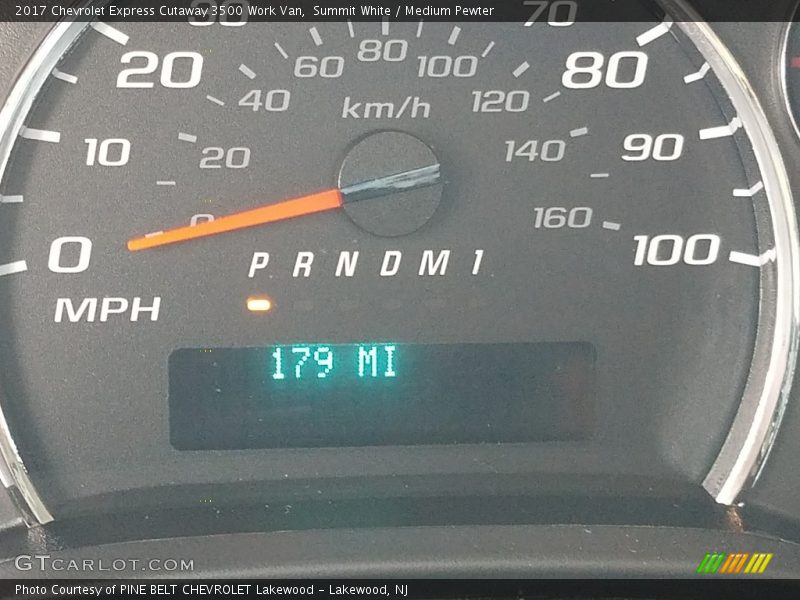 2017 Chevrolet Express Cutaway 3500 Work Van, Summit White / Medium Pewter
30 70
20 60 80 100 80
40 km/h 120
10 20 140 90
0 0 160 100
P R N D M 1
MPH
179 MI
GTCARLOT.COM
Photo Courtesy of PINE BELT CHEVROLET Lakewood - Lakewood, NJ